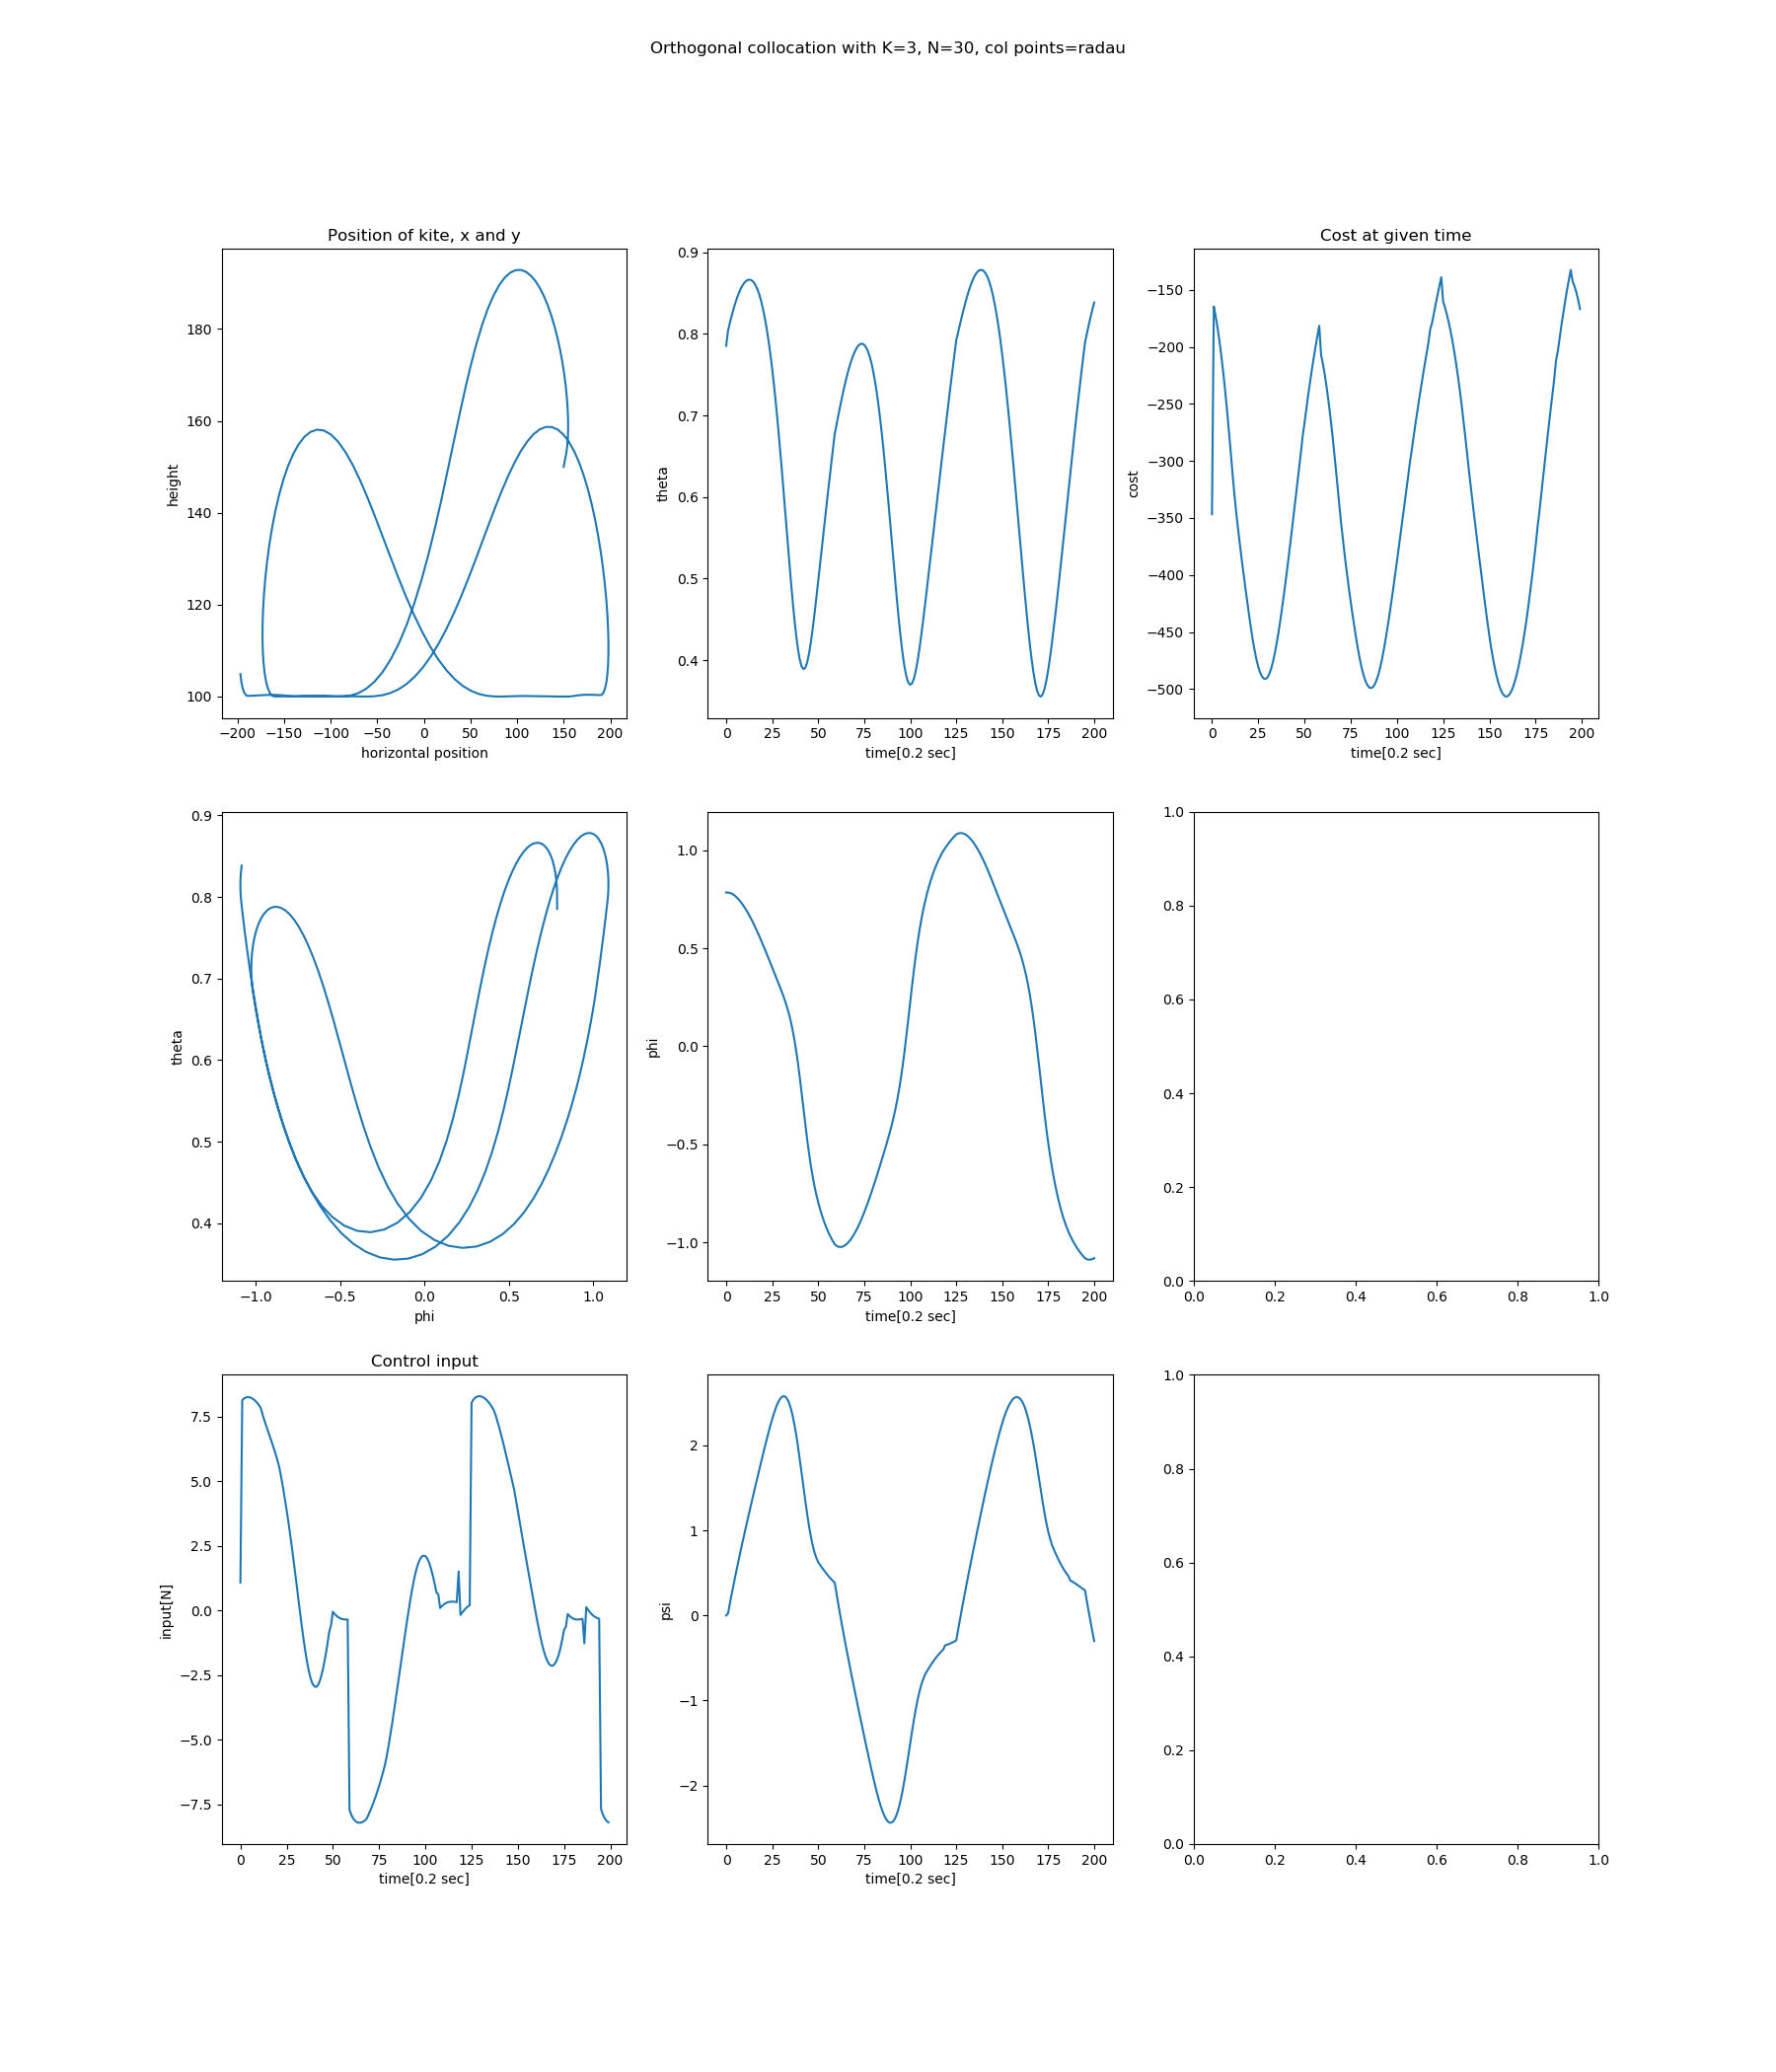 Orthogonal collocation with K=3, N=30, col points=radau
Position of kite, x and y
height
180
160
140
120
100
−200 −150 −100 −50 0 50 100 150 200
horizontal position
theta
0.9
0.8
0.7
0.6
0.5
0.4
0 25 50 75 100 125 150 175 200
time[0.2 sec]
Cost at given time
cost
−150
−200
−250
−300
−350
−400
−450
−500
0 25 50 75 100 125 150 175 200
time[0.2 sec]
theta
0.9
0.8
0.7
0.6
0.5
0.4
−1.0 −0.5 0.0 0.5 1.0
phi
phi
1.0
0.5
0.0
−0.5
−1.0
0 25 50 75 100 125 150 175 200
time[0.2 sec]
1.0
0.8
0.6
0.4
0.2
0.0
0.0 0.2 0.4 0.6 0.8 1.0
Control input
input[N]
7.5
5.0
2.5
0.0
−2.5
−5.0
−7.5
0 25 50 75 100 125 150 175 200
time[0.2 sec]
psi
2
1
0
−1
−2
0 25 50 75 100 125 150 175 200
time[0.2 sec]
1.0
0.8
0.6
0.4
0.2
0.0
0.0 0.2 0.4 0.6 0.8 1.0